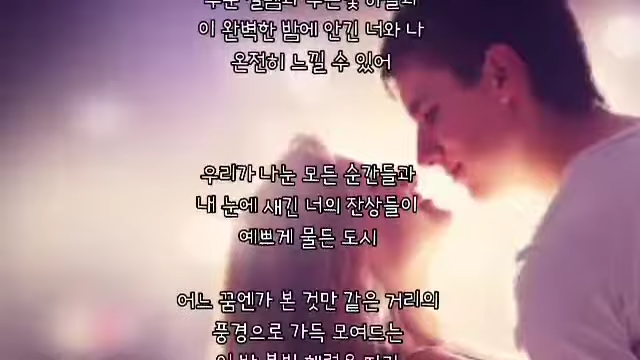 이 완벽한 밤에 안긴 너와 나
온전히 느낄 수 있어
우리가 나눈 모든 순간들과
내 눈에 새긴 너의 잔상들이
예쁘게 물든 도시
어느 꿈엔가 본 것만 같은 거리의
풍경으로 가득 모여드는